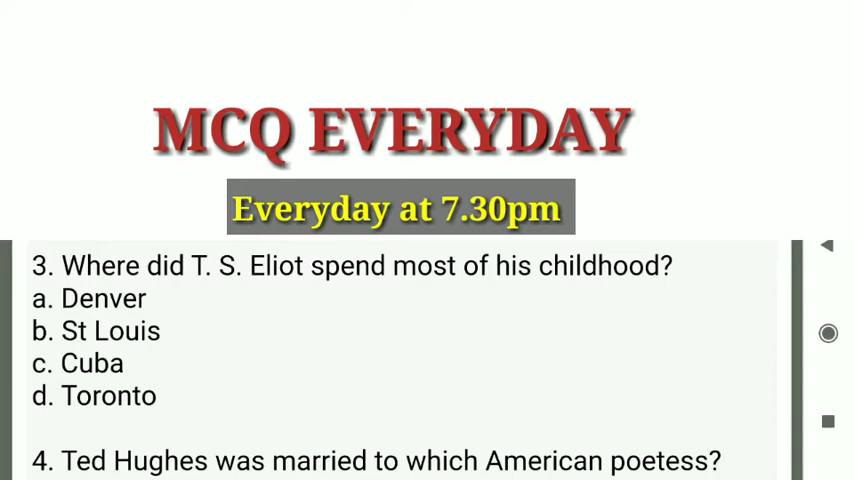 MCQ EVERYDAY
Everyday at 7.30pm
3. Where did T. S. Eliot spend most of his childhood?
a. Denver
b. St Louis
c. Cuba
d. Toronto
4. Ted Hughes was married to which American poetess?